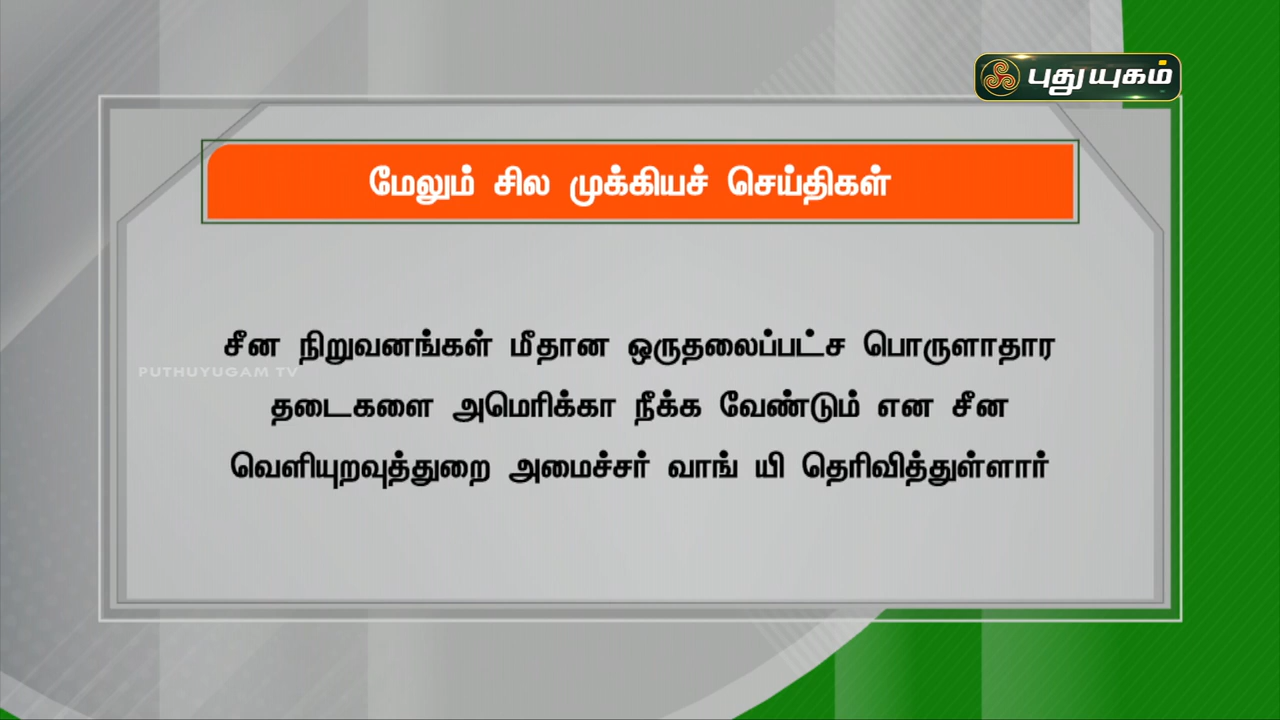 புதுயுகம்
மேலும் சில முக்கியச் செய்திகள்
சீன நிறுவனங்கள் மீதான ஒருதலைப்பட்ச பொருளாதார
PUTHUYUGAM TV
தடைகளை அமெரிக்கா நீக்க வேண்டும் என சீன
வெளியுறவுத்துறை அமைச்சர் வாங் யி தெரிவித்துள்ளார்